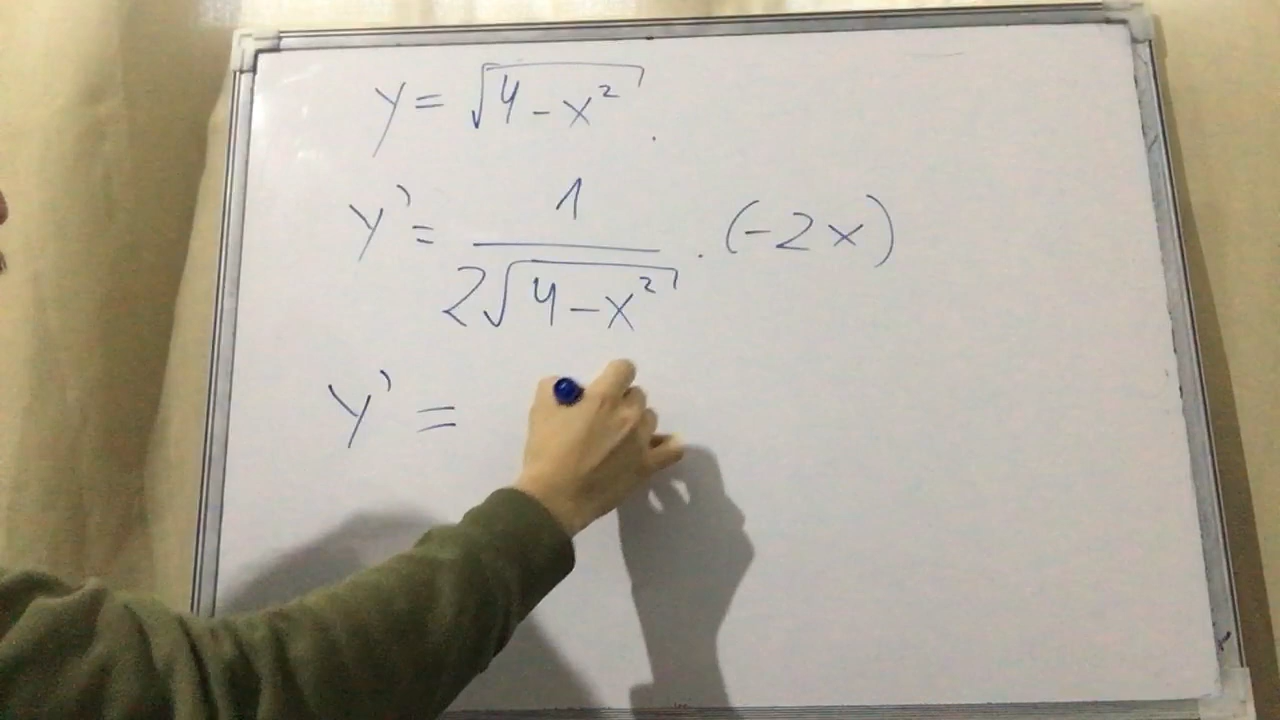 y = √(4 - x²).
y' = 1 / (2√(4 - x²)) . (-2x)
y' =